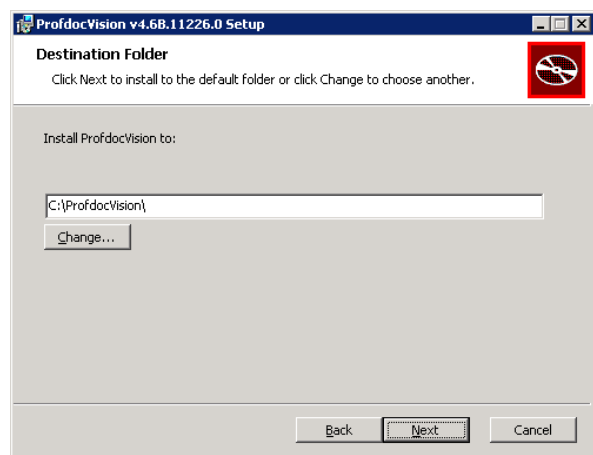 ProfdocVision v4.6B.11226.0 Setup
Destination Folder
Click Next to install to the default folder or click Change to choose another.
Install ProfdocVision to:
C:\ProfdocVision\
Change...
Back Next Cancel